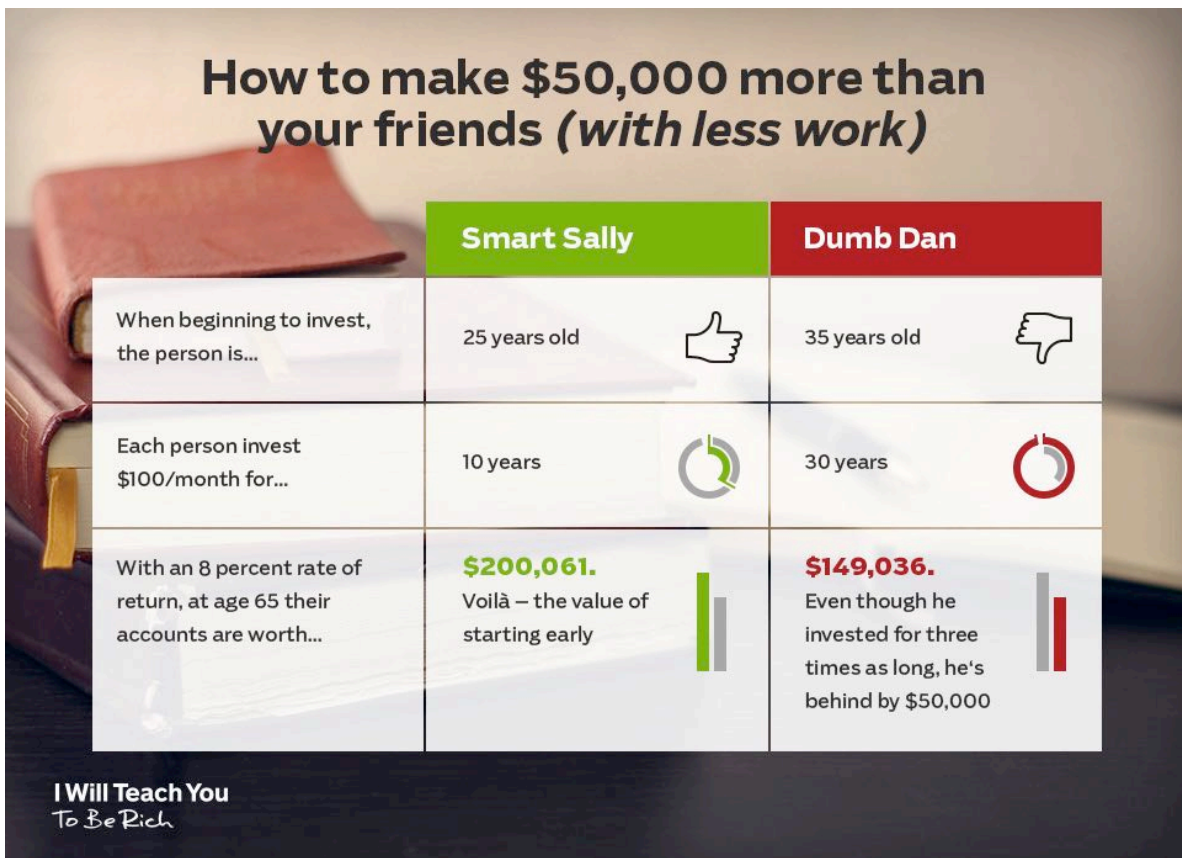 How to make $50,000 more than
your friends (with less work)
Smart Sally
Dumb Dan
When beginning to invest,
the person is...
25 years old
35 years old
Each person invest
$100/month for...
10 years
30 years
With an 8 percent rate of
return, at age 65 their
accounts are worth...
$200,061.
Voilà – the value of
starting early
$149,036.
Even though he
invested for three
times as long, he‘s
behind by $50,000
I Will Teach You
To Be Rich